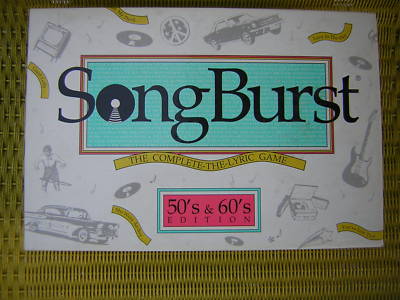 SongBurst
THE COMPLETE-THE-LYRIC GAME
50's & 60's
EDITION